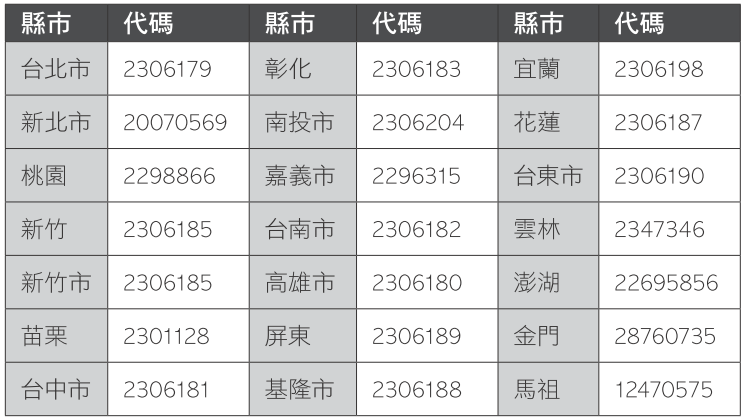 縣市 代碼 縣市 代碼 縣市 代碼
台北市 2306179 彰化 2306183 宜蘭 2306198
新北市 20070569 南投市 2306204 花蓮 2306187
桃園 2298866 嘉義市 2296315 台東市 2306190
新竹 2306185 台南市 2306182 雲林 2347346
新竹市 2306185 高雄市 2306180 澎湖 22695856
苗栗 2301128 屏東 2306189 金門 28760735
台中市 2306181 基隆市 2306188 馬祖 12470575